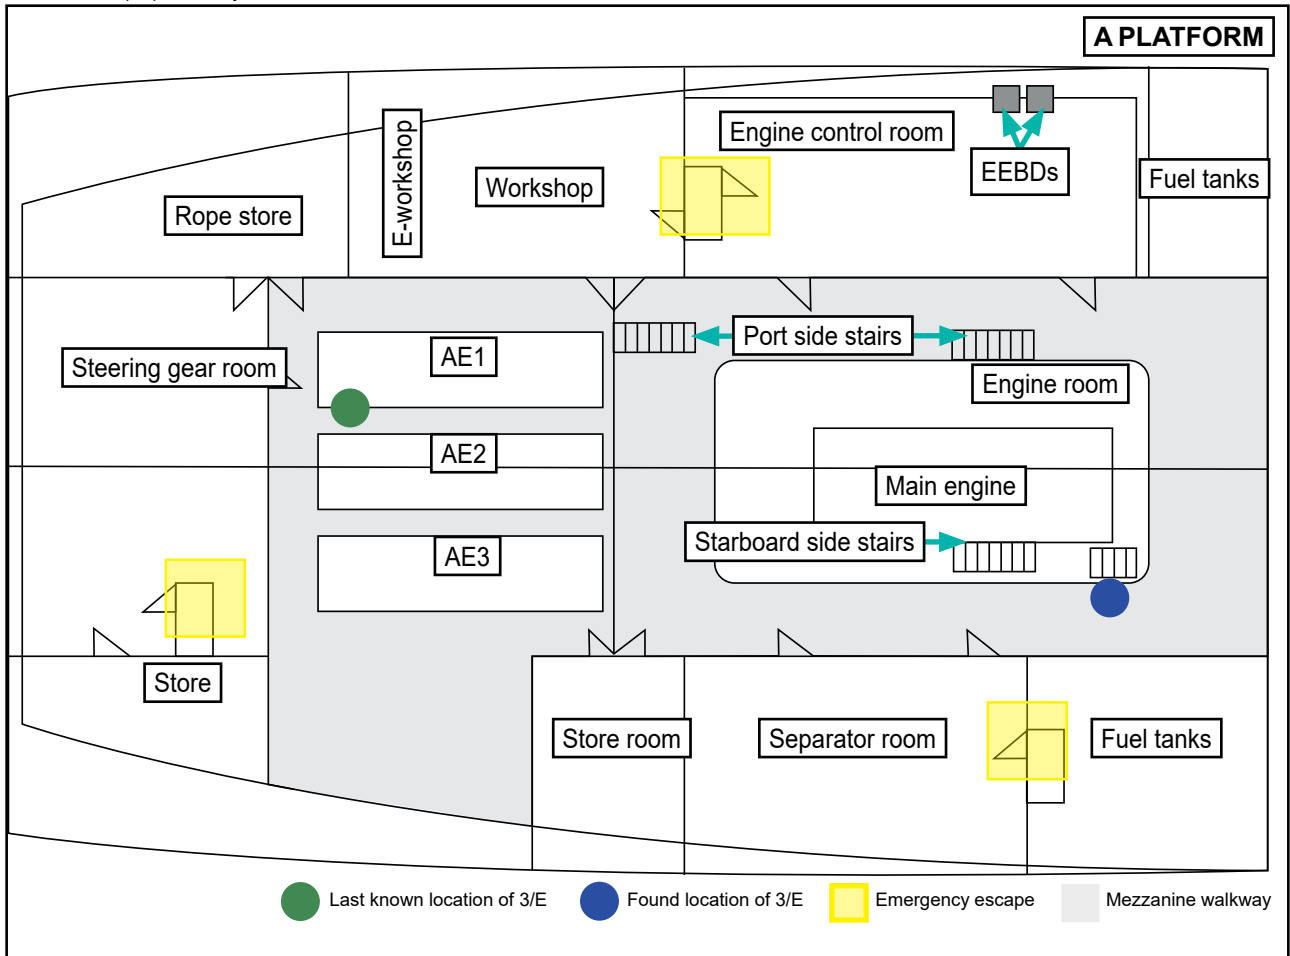 A PLATFORM
Engine control room
E-workshop
Workshop
EEBDs
Fuel tanks
Rope store
Port side stairs
AE1
Steering gear room
Engine room
AE2
Main engine
Starboard side stairs
AE3
Store
Store room
Separator room
Fuel tanks
Last known location of 3/E
Found location of 3/E
Emergency escape
Mezzanine walkway